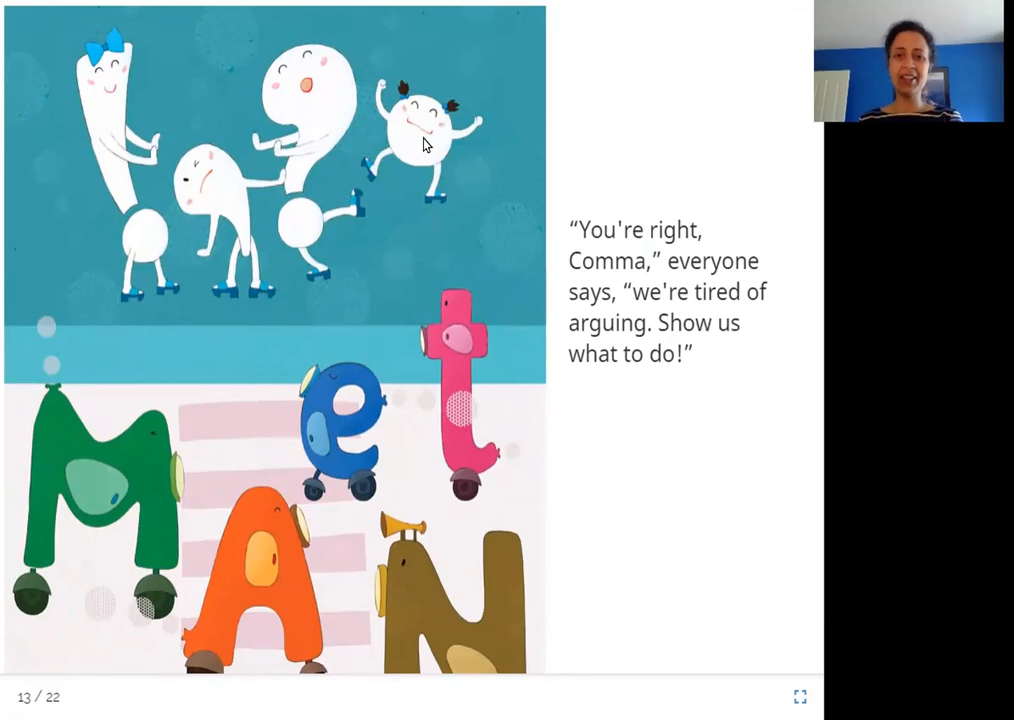 “You're right,
Comma,” everyone
says, “we're tired of
arguing. Show us
what to do!”
M e t
A N
13 / 22